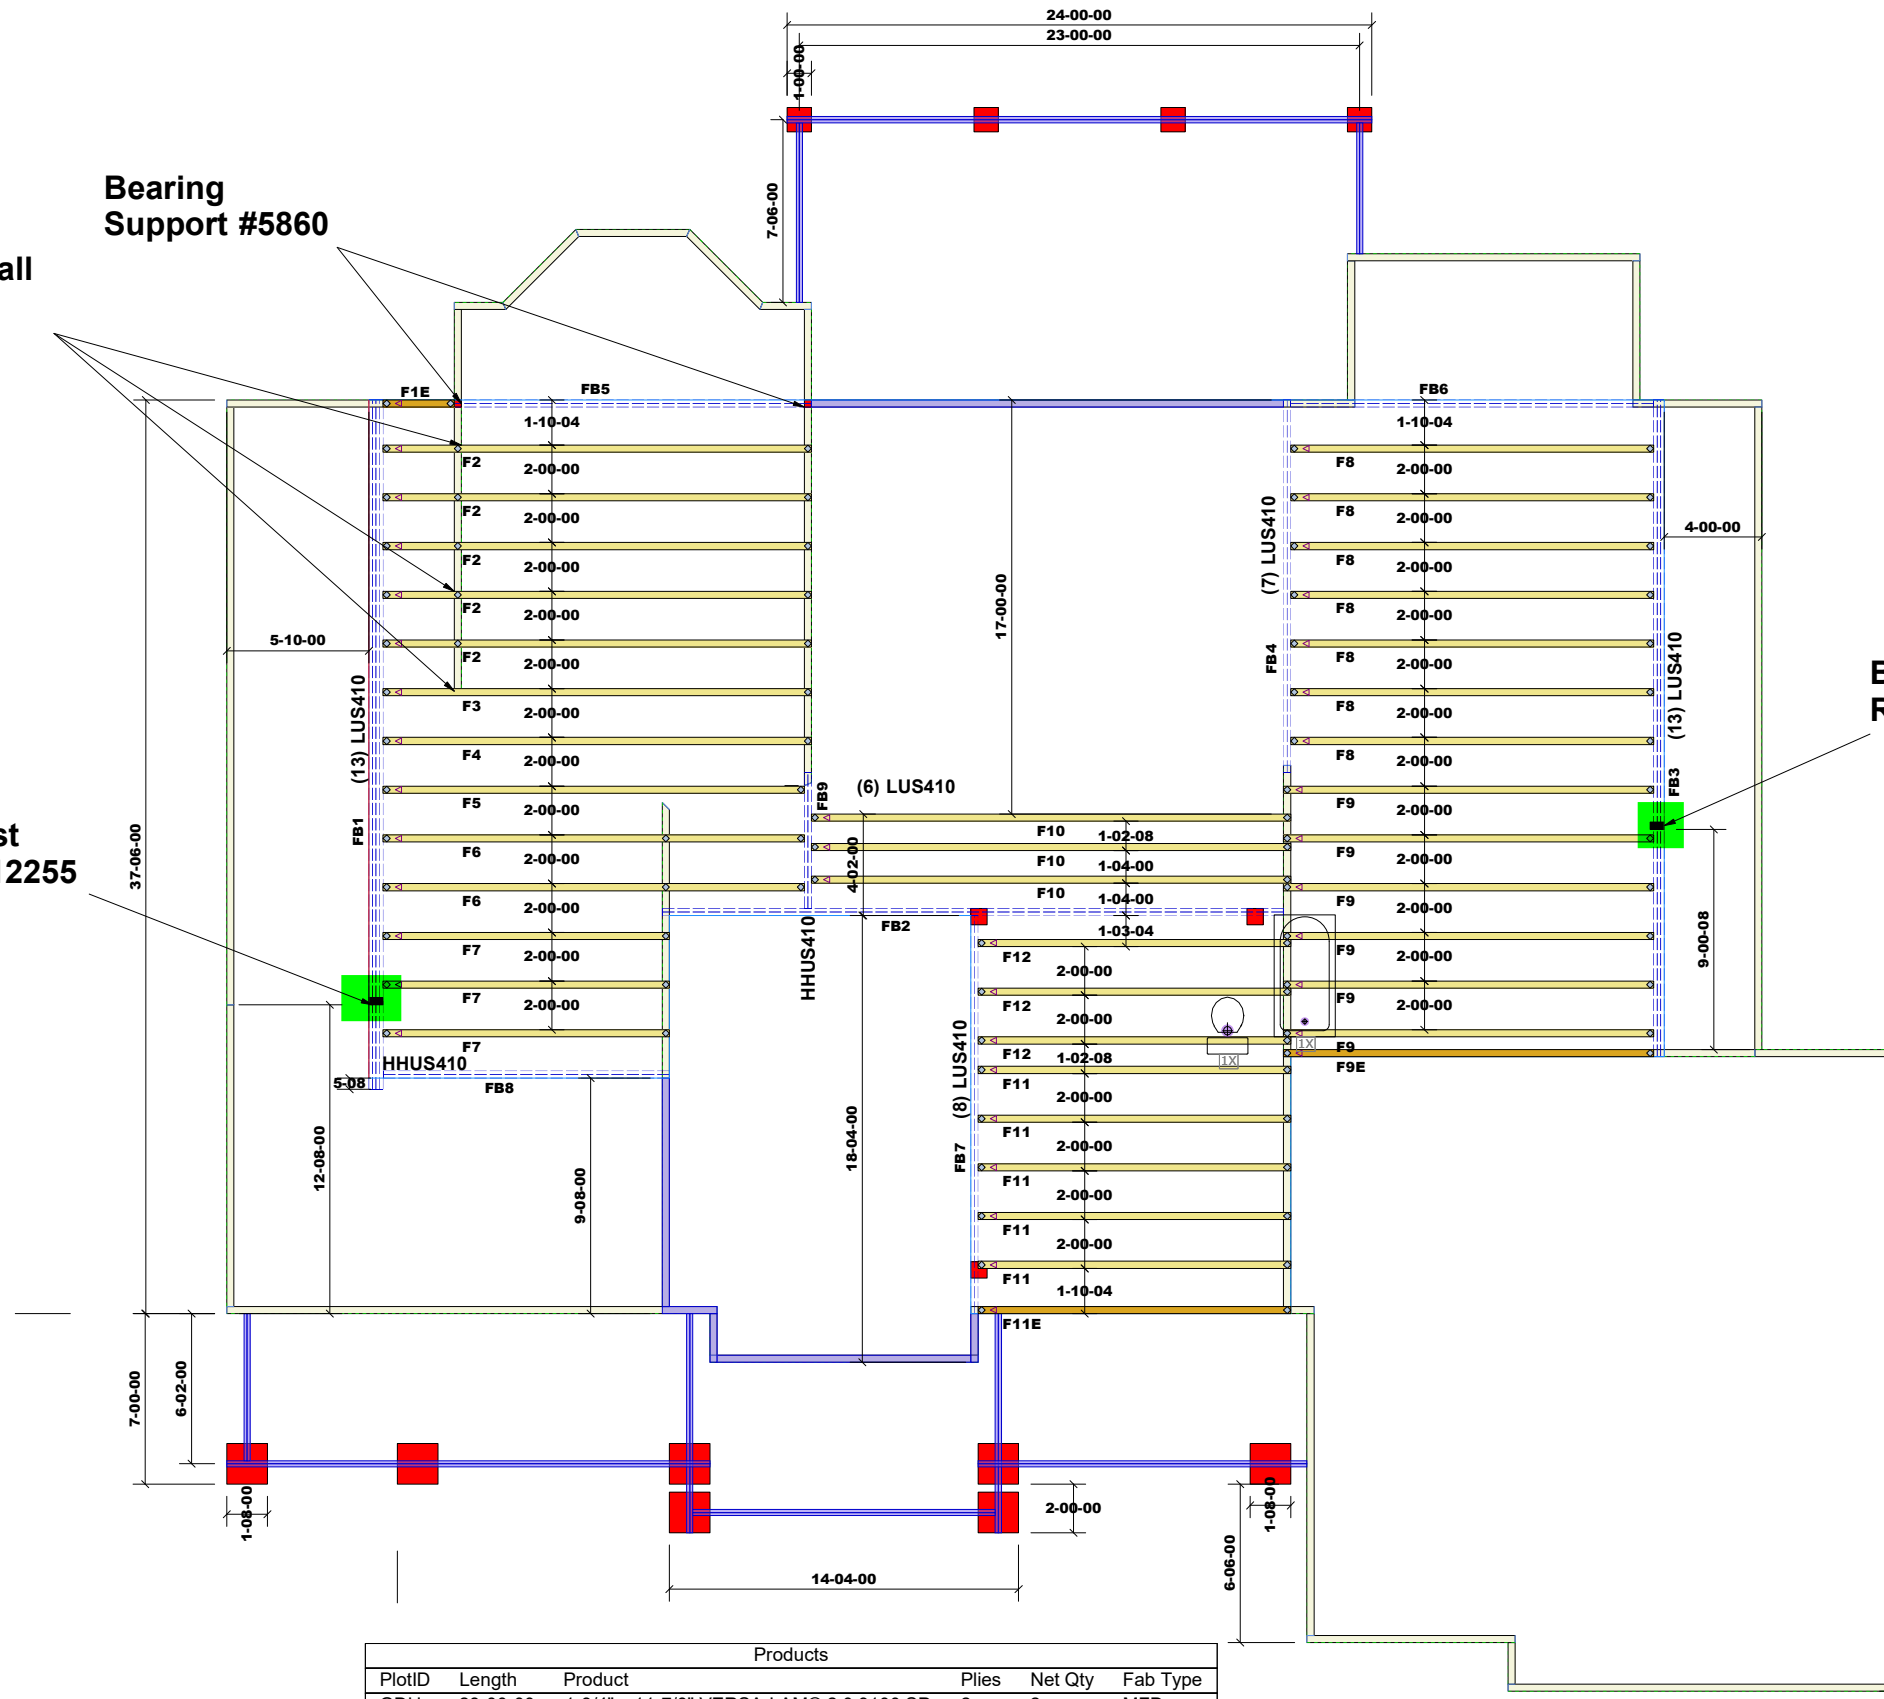 24-00-00
23-00-00
1-00-00
7-06-00
Bearing
Support #5860
all
F1E
FB5
FB6
1-10-04
1-10-04
F2
2-00-00
F8
2-00-00
F2
2-00-00
F8
2-00-00
4-00-00
F2
2-00-00
(7) LUS410
F8
2-00-00
F2
2-00-00
17-00-00
F8
2-00-00
5-10-00
F2
2-00-00
FB4
F8
2-00-00
(13) LUS410
(13) LUS410
F3
2-00-00
F8
2-00-00
E
R
F4
2-00-00
F8
2-00-00
FB3
F5
2-00-00
FB9
(6) LUS410
F9
2-00-00
FB1
st
12255
37-06-00
F6
2-00-00
4-02-00
F10
1-02-08
F9
2-00-00
F10
1-04-00
F6
2-00-00
F10
1-04-00
F9
2-00-00
9-00-08
FB2
1-03-04
HHUS410
F7
2-00-00
F12
2-00-00
F9
2-00-00
F7
2-00-00
F12
2-00-00
F9
2-00-00
F7
F12
1-02-08
1X
1X
F9
F9E
HHUS410
5-08
FB8
(8) LUS410
F11
2-00-00
12-08-00
9-08-00
18-04-00
FB7
F11
2-00-00
F11
2-00-00
F11
2-00-00
F11
1-10-04
F11E
7-00-00
6-02-00
1-08-00
2-00-00
1-08-00
14-04-00
6-06-00
Products
PlotID Length Product Plies Net Qty Fab Type